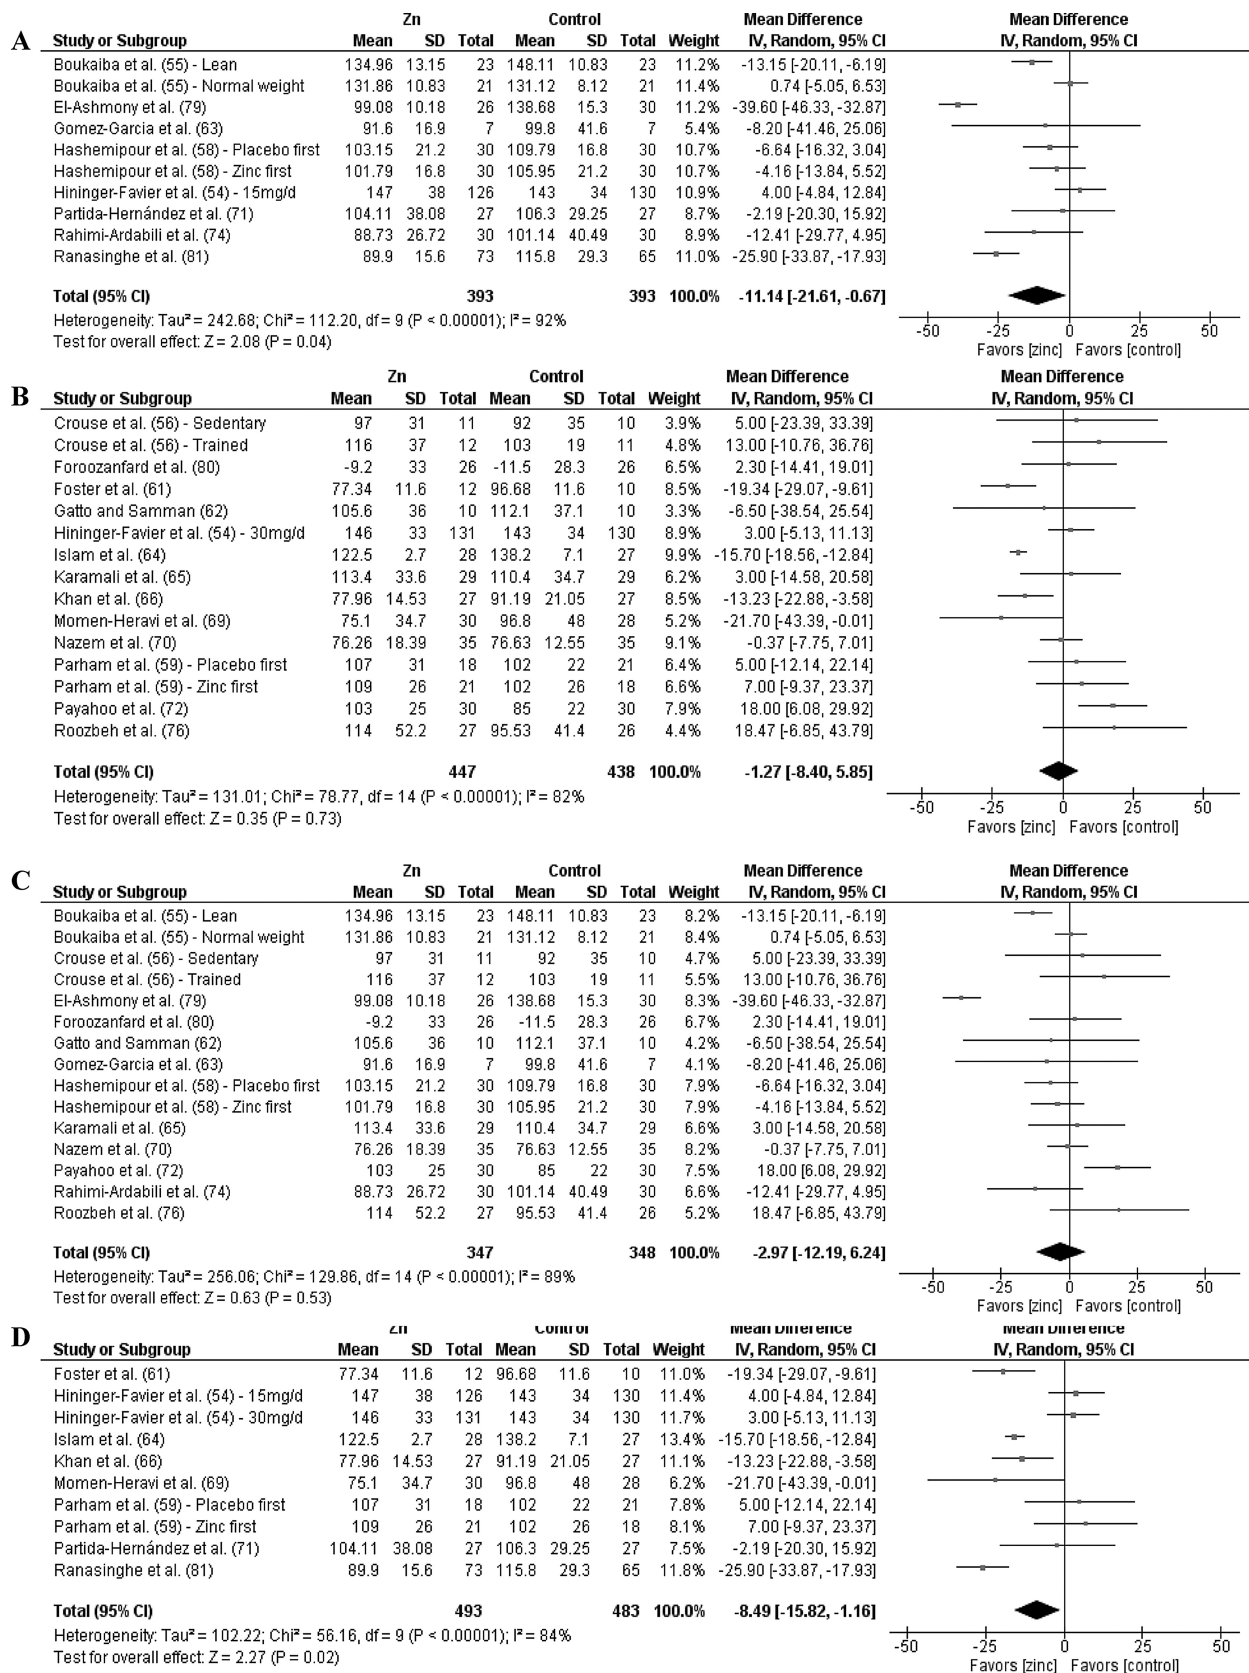 A
Zn Control Mean Difference Mean Difference
Study or Subgroup Mean SD Total Mean SD Total Weight IV, Random, 95% CI IV, Random, 95% CI
Boukaiba et al. (55) - Lean 134.96 13.15 23 148.11 10.83 23 11.2% -13.15 [-20.11, -6.19]
Boukaiba et al. (55) - Normal weight 131.86 10.83 21 131.12 8.12 21 11.4% 0.74 [-5.05, 6.53]
El-Ashmony et al. (79) 99.08 10.18 26 138.68 15.3 30 11.2% -39.60 [-46.33, -32.87]
Gomez-Garcia et al. (63) 91.6 16.9 7 99.8 41.6 7 5.4% -8.20 [-41.46, 25.06]
Hashemipour et al. (58) - Placebo first 103.15 21.2 30 109.79 16.8 30 10.7% -6.64 [-16.32, 3.04]
Hashemipour et al. (58) - Zinc first 101.79 16.8 30 105.95 21.2 30 10.7% -4.16 [-13.84, 5.52]
Hininger-Favier et al. (54) - 15mg/d 147 38 126 143 34 130 10.9% 4.00 [-4.84, 12.84]
Partida-Hernández et al. (71) 104.11 38.08 27 106.3 29.25 27 8.7% -2.19 [-20.30, 15.92]
Rahimi-Ardabili et al. (74) 88.73 26.72 30 101.14 40.49 30 8.9% -12.41 [-29.77, 4.95]
Ranasinghe et al. (81) 89.9 15.6 73 115.8 29.3 65 11.0% -25.90 [-33.87, -17.93]
Total (95% CI) 393 393 100.0% -11.14 [-21.61, -0.67]
Heterogeneity: Tau² = 242.68; Chi² = 112.20, df = 9 (P < 0.00001); I² = 92%
Test for overall effect: Z = 2.08 (P = 0.04)
-50 -25 0 25 50
Favors [zinc] Favors [control]
B
Zn Control Mean Difference Mean Difference
Study or Subgroup Mean SD Total Mean SD Total Weight IV, Random, 95% CI IV, Random, 95% CI
Crouse et al. (56) - Sedentary 97 31 11 92 35 10 3.9% 5.00 [-23.39, 33.39]
Crouse et al. (56) - Trained 116 37 12 103 19 11 4.8% 13.00 [-10.76, 36.76]
Foroozanfard et al. (80) -9.2 33 26 -11.5 28.3 26 6.5% 2.30 [-14.41, 19.01]
Foster et al. (61) 77.34 11.6 12 96.68 11.6 10 8.5% -19.34 [-29.07, -9.61]
Gatto and Samman (62) 105.6 36 10 112.1 37.1 10 3.3% -6.50 [-38.54, 25.54]
Hininger-Favier et al. (54) - 30mg/d 146 33 131 143 34 130 8.9% 3.00 [-5.13, 11.13]
Islam et al. (64) 122.5 2.7 28 138.2 7.1 27 9.9% -15.70 [-18.56, -12.84]
Karamali et al. (65) 113.4 33.6 29 110.4 34.7 29 6.2% 3.00 [-14.58, 20.58]
Khan et al. (66) 77.96 14.53 27 91.19 21.05 27 8.5% -13.23 [-22.88, -3.58]
Momen-Heravi et al. (69) 75.1 34.7 30 96.8 48 28 5.2% -21.70 [-43.39, -0.01]
Nazem et al. (70) 76.26 18.39 35 76.63 12.55 35 9.1% -0.37 [-7.75, 7.01]
Parham et al. (59) - Placebo first 107 31 18 102 22 21 6.4% 5.00 [-12.14, 22.14]
Parham et al. (59) - Zinc first 109 26 21 102 26 18 6.6% 7.00 [-9.37, 23.37]
Payahoo et al. (72) 103 25 30 85 22 30 7.9% 18.00 [6.08, 29.92]
Roozbeh et al. (76) 114 52.2 27 95.53 41.4 26 4.4% 18.47 [-6.85, 43.79]
Total (95% CI) 447 438 100.0% -1.27 [-8.40, 5.85]
Heterogeneity: Tau² = 131.01; Chi² = 78.77, df = 14 (P < 0.00001); I² = 82%
Test for overall effect: Z = 0.35 (P = 0.73)
-50 -25 0 25 50
Favors [zinc] Favors [control]
C
Zn Control Mean Difference Mean Difference
Study or Subgroup Mean SD Total Mean SD Total Weight IV, Random, 95% CI IV, Random, 95% CI
Boukaiba et al. (55) - Lean 134.96 13.15 23 148.11 10.83 23 8.2% -13.15 [-20.11, -6.19]
Boukaiba et al. (55) - Normal weight 131.86 10.83 21 131.12 8.12 21 8.4% 0.74 [-5.05, 6.53]
Crouse et al. (56) - Sedentary 97 31 11 92 35 10 4.7% 5.00 [-23.39, 33.39]
Crouse et al. (56) - Trained 116 37 12 103 19 11 5.5% 13.00 [-10.76, 36.76]
El-Ashmony et al. (79) 99.08 10.18 26 138.68 15.3 30 8.3% -39.60 [-46.33, -32.87]
Foroozanfard et al. (80) -9.2 33 26 -11.5 28.3 26 6.7% 2.30 [-14.41, 19.01]
Gatto and Samman (62) 105.6 36 10 112.1 37.1 10 4.2% -6.50 [-38.54, 25.54]
Gomez-Garcia et al. (63) 91.6 16.9 7 99.8 41.6 7 4.1% -8.20 [-41.46, 25.06]
Hashemipour et al. (58) - Placebo first 103.15 21.2 30 109.79 16.8 30 7.9% -6.64 [-16.32, 3.04]
Hashemipour et al. (58) - Zinc first 101.79 16.8 30 105.95 21.2 30 7.9% -4.16 [-13.84, 5.52]
Karamali et al. (65) 113.4 33.6 29 110.4 34.7 29 6.6% 3.00 [-14.58, 20.58]
Nazem et al. (70) 76.26 18.39 35 76.63 12.55 35 8.2% -0.37 [-7.75, 7.01]
Payahoo et al. (72) 103 25 30 85 22 30 7.5% 18.00 [6.08, 29.92]
Rahimi-Ardabili et al. (74) 88.73 26.72 30 101.14 40.49 30 6.6% -12.41 [-29.77, 4.95]
Roozbeh et al. (76) 114 52.2 27 95.53 41.4 26 5.2% 18.47 [-6.85, 43.79]
Total (95% CI) 347 348 100.0% -2.97 [-12.19, 6.24]
Heterogeneity: Tau² = 256.06; Chi² = 129.86, df = 14 (P < 0.00001); I² = 89%
Test for overall effect: Z = 0.63 (P = 0.53)
-50 -25 0 25 50
Favors [zinc] Favors [control]
D
Zn Control Mean Difference Mean Difference
Study or Subgroup Mean SD Total Mean SD Total Weight IV, Random, 95% CI IV, Random, 95% CI
Foster et al. (61) 77.34 11.6 12 96.68 11.6 10 11.0% -19.34 [-29.07, -9.61]
Hininger-Favier et al. (54) - 15mg/d 147 38 126 143 34 130 11.4% 4.00 [-4.84, 12.84]
Hininger-Favier et al. (54) - 30mg/d 146 33 131 143 34 130 11.7% 3.00 [-5.13, 11.13]
Islam et al. (64) 122.5 2.7 28 138.2 7.1 27 13.4% -15.70 [-18.56, -12.84]
Khan et al. (66) 77.96 14.53 27 91.19 21.05 27 11.1% -13.23 [-22.88, -3.58]
Momen-Heravi et al. (69) 75.1 34.7 30 96.8 48 28 6.2% -21.70 [-43.39, -0.01]
Parham et al. (59) - Placebo first 107 31 18 102 22 21 7.8% 5.00 [-12.14, 22.14]
Parham et al. (59) - Zinc first 109 26 21 102 26 18 8.1% 7.00 [-9.37, 23.37]
Partida-Hernández et al. (71) 104.11 38.08 27 106.3 29.25 27 7.5% -2.19 [-20.30, 15.92]
Ranasinghe et al. (81) 89.9 15.6 73 115.8 29.3 65 11.8% -25.90 [-33.87, -17.93]
Total (95% CI) 493 483 100.0% -8.49 [-15.82, -1.16]
Heterogeneity: Tau² = 102.22; Chi² = 56.16, df = 9 (P < 0.00001); I² = 84%
Test for overall effect: Z = 2.27 (P = 0.02)
-50 -25 0 25 50
Favors [zinc] Favors [control]